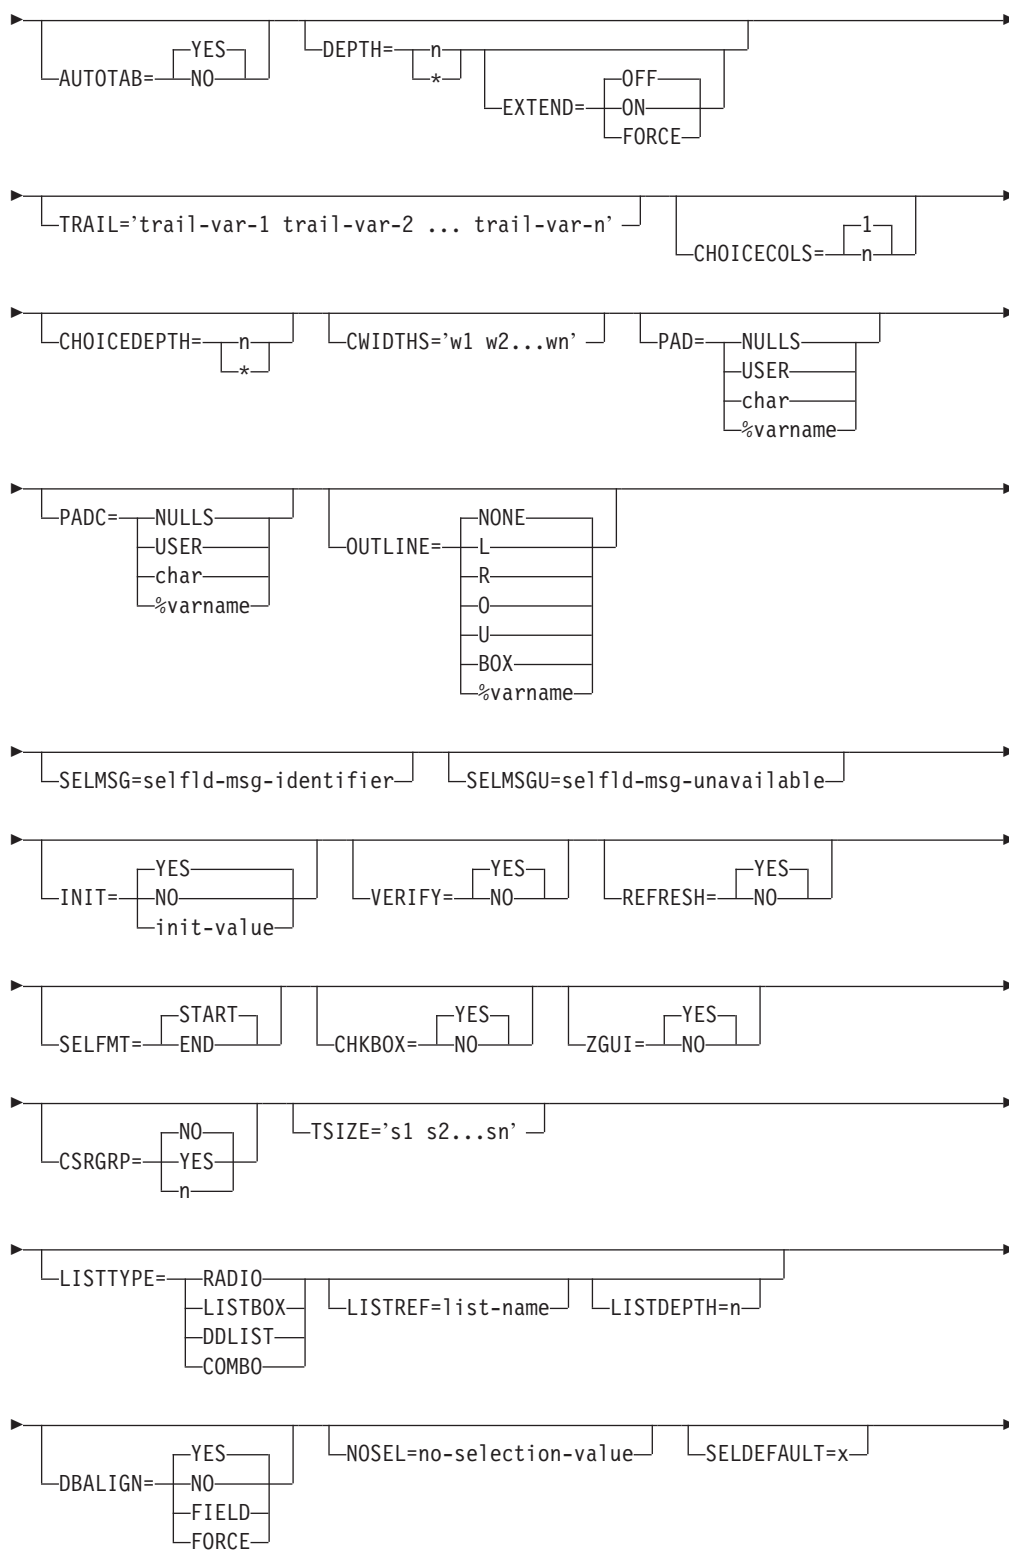 YES
AUTOTAB= NO
DEPTH= n
*
OFF
EXTEND= ON
FORCE
TRAIL='trail-var-1 trail-var-2 ... trail-var-n'
1
CHOICECOLS= n
CHOICEDEPTH= n
*
CWIDTHS='w1 w2...wn'
PAD= NULLS
USER
char
%varname
PADC= NULLS
USER
char
%varname
NONE
OUTLINE= L
R
O
U
BOX
%varname
SELMSG=selfld-msg-identifier
SELMSGU=selfld-msg-unavailable
YES
INIT= NO
init-value
YES
VERIFY= NO
YES
REFRESH= NO
START
SELFMT= END
YES
CHKBOX= NO
YES
ZGUI= NO
NO
CSRGRP= YES
n
TSIZE='s1 s2...sn'
LISTTYPE= RADIO
LISTBOX
DDLIST
COMBO
LISTREF=list-name
LISTDEPTH=n
YES
DBALIGN= NO
FIELD
FORCE
NOSEL=no-selection-value
SELDEFAULT=x